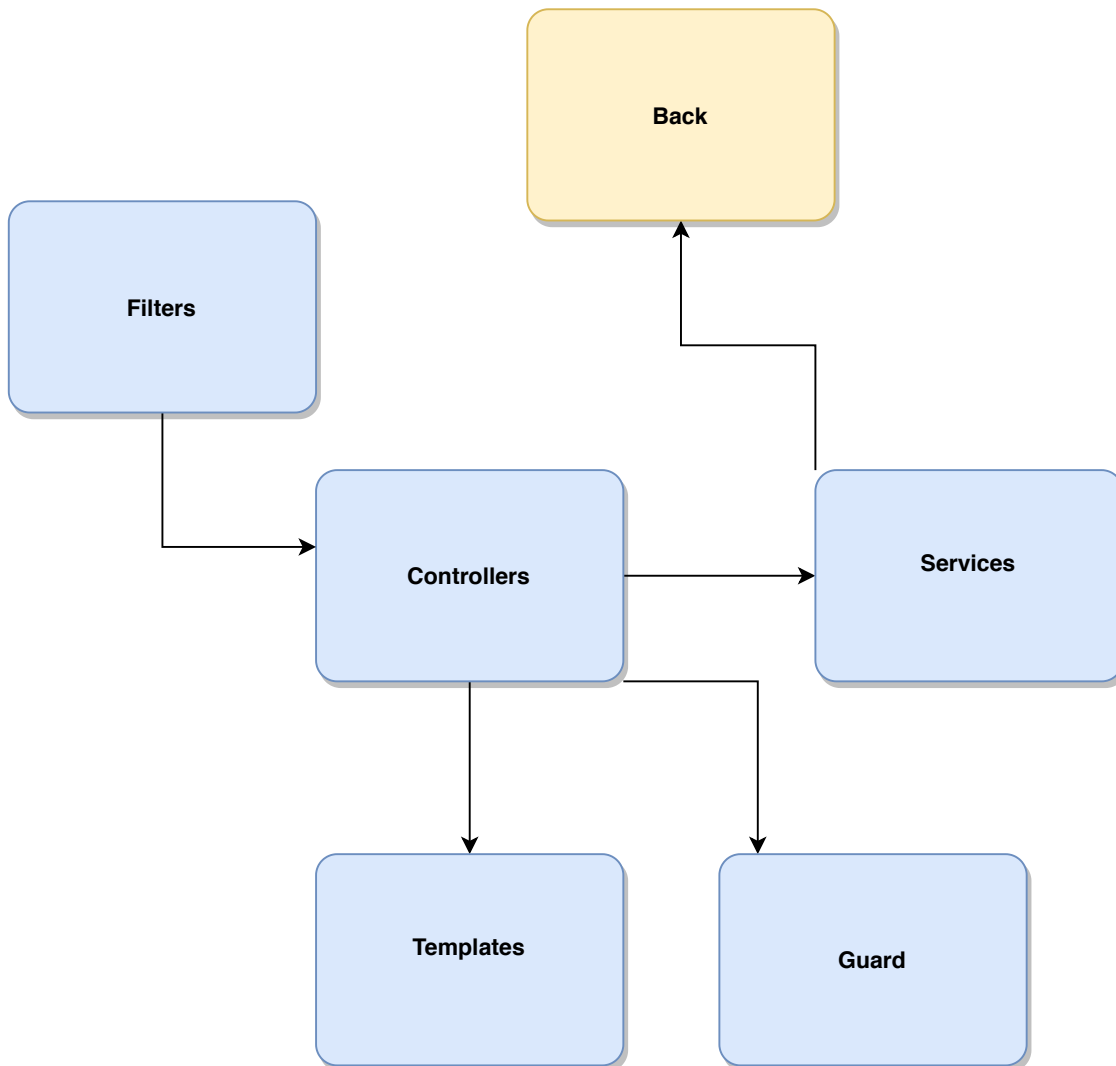 Back
Filters
Controllers
Services
Templates
Guard